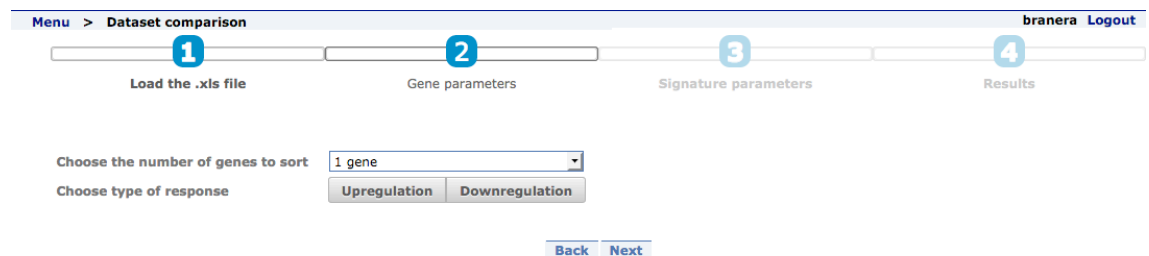 Menu > Dataset comparison
branera Logout
1 2 3 4
Load the .xls file Gene parameters Signature parameters Results
Choose the number of genes to sort 1 gene
Choose type of response Upregulation Downregulation
Back Next